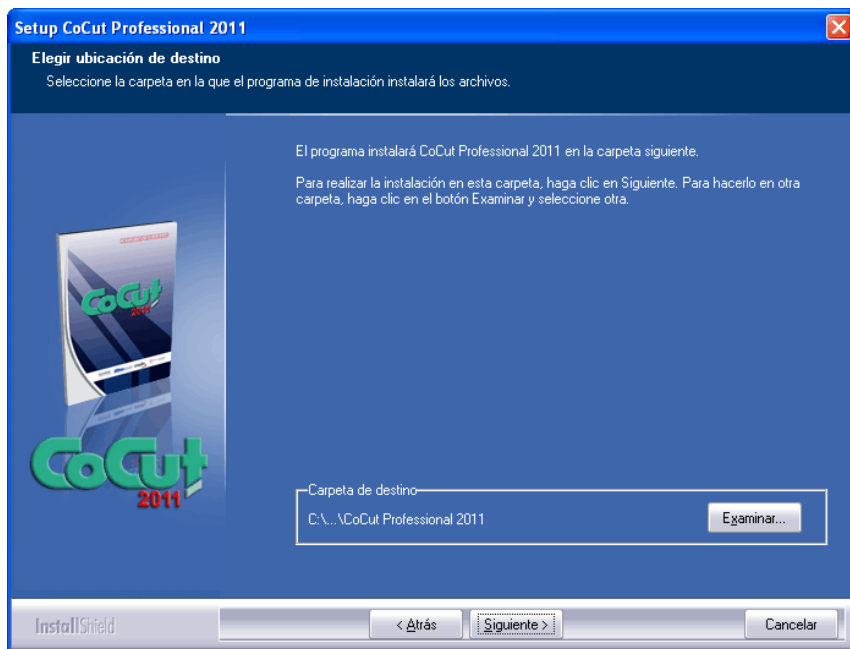 Setup CoCut Professional 2011
Elegir ubicación de destino
Seleccione la carpeta en la que el programa de instalación instalará los archivos.
El programa instalará CoCut Professional 2011 en la carpeta siguiente.
Para realizar la instalación en esta carpeta, haga clic en Siguiente. Para hacerlo en otra
carpeta, haga clic en el botón Examinar y seleccione otra.
CoCut
2011
CoCut
2011
Carpeta de destino
C:\...\CoCut Professional 2011
Examinar...
InstallShield
< Atrás
Siguiente >
Cancelar